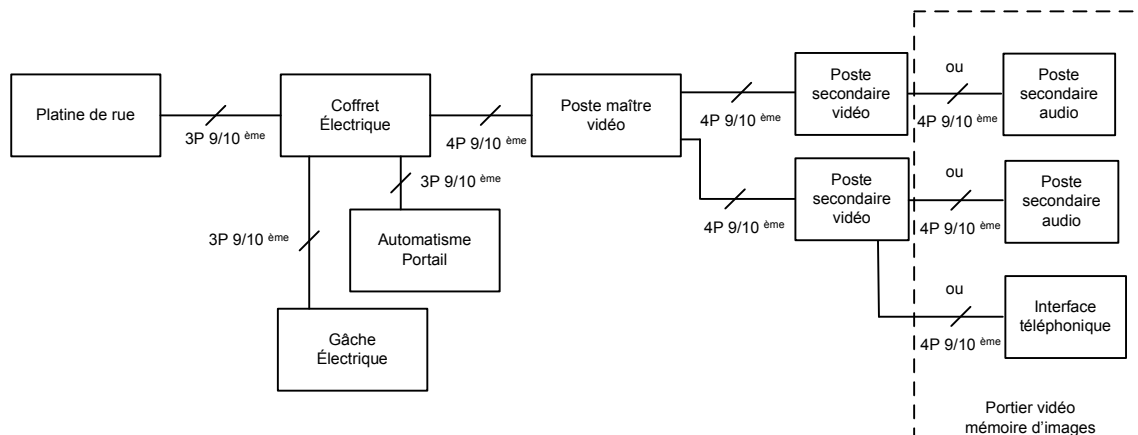 Platine de rue
3P 9/10 ème
Coffret
Électrique
4P 9/10 ème
Poste maître
vidéo
4P 9/10 ème
Poste
secondaire
vidéo
ou
4P 9/10 ème
Poste
secondaire
audio
3P 9/10 ème
Automatisme
Portail
3P 9/10 ème
Gâche
Électrique
4P 9/10 ème
Poste
secondaire
vidéo
ou
4P 9/10 ème
Poste
secondaire
audio
ou
4P 9/10 ème
Interface
téléphonique
Portier vidéo
mémoire d'images